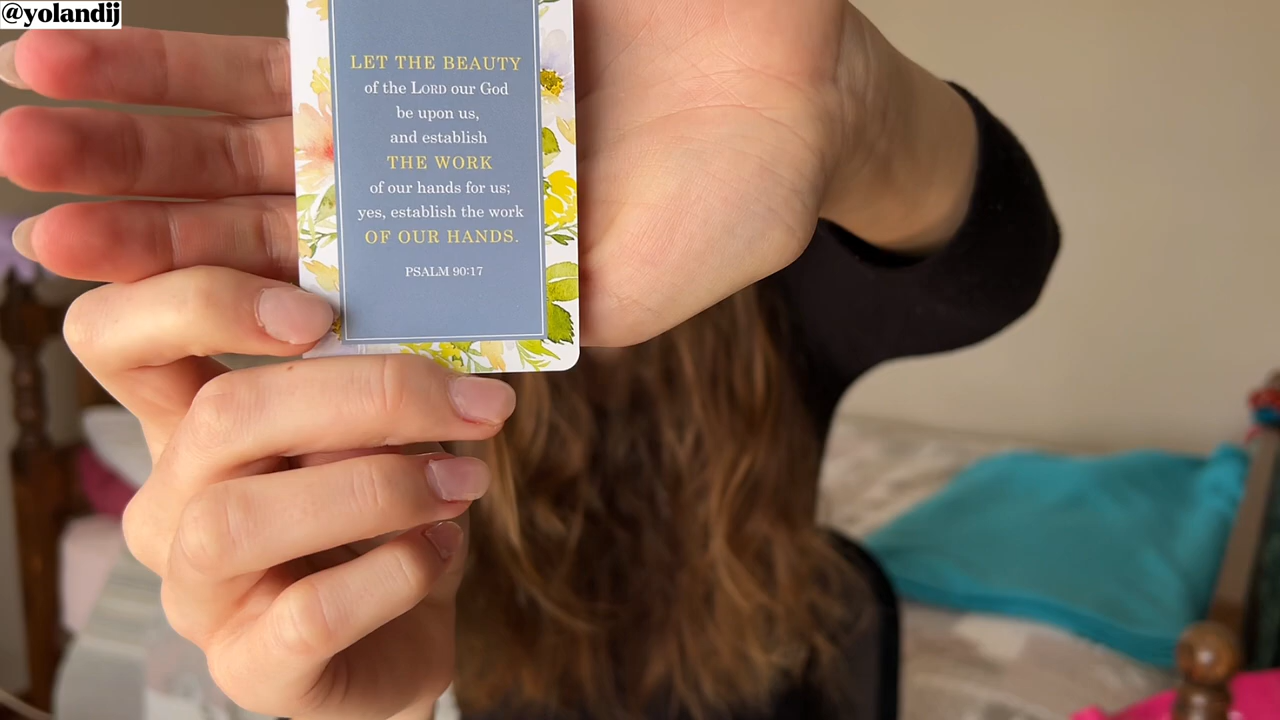 @yolandij
LET THE BEAUTY
of the LORD our God
be upon us,
and establish
THE WORK
of our hands for us;
yes, establish the work
OF OUR HANDS.
PSALM 90:17